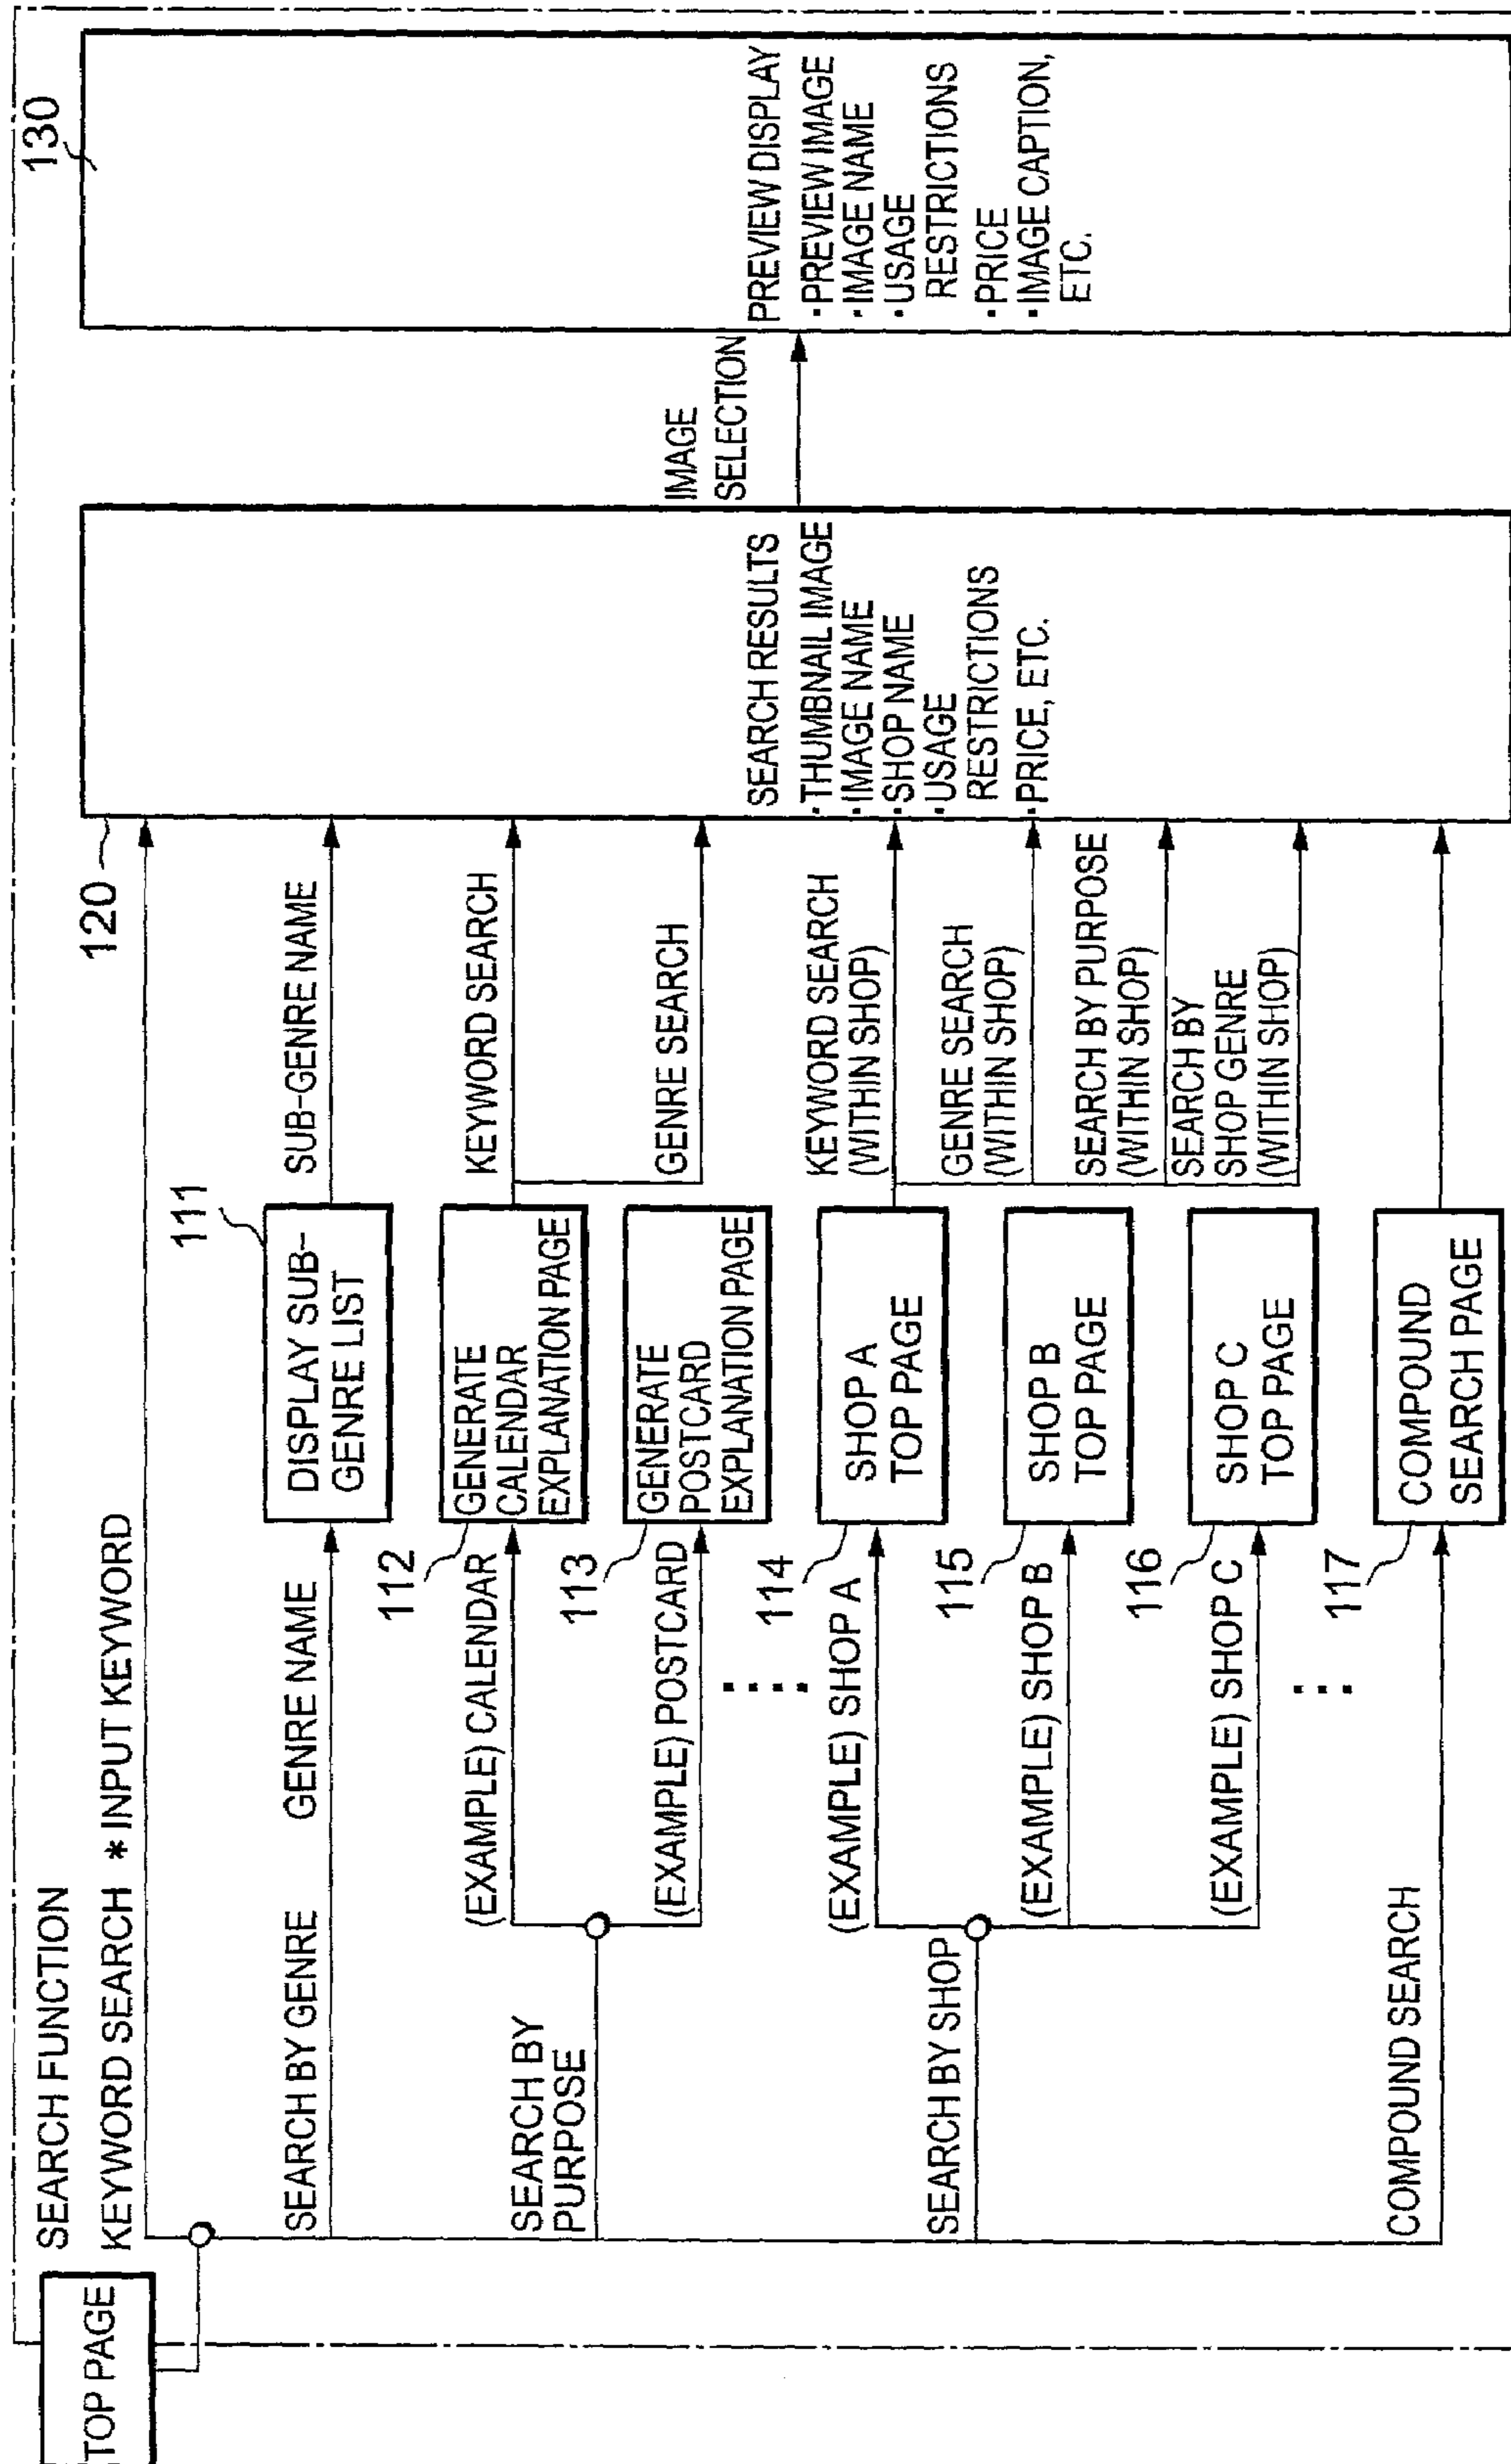 TOP PAGE
SEARCH FUNCTION
KEYWORD SEARCH * INPUT KEYWORD
SEARCH BY GENRE
GENRE NAME
111
DISPLAY SUB-
GENRE LIST
SUB-GENRE NAME
SEARCH BY
PURPOSE
(EXAMPLE) CALENDAR
112
GENERATE
CALENDAR
EXPLANATION PAGE
KEYWORD SEARCH
(EXAMPLE) POSTCARD
113
GENERATE
POSTCARD
EXPLANATION PAGE
GENRE SEARCH
SEARCH BY SHOP
(EXAMPLE) SHOP A
114
SHOP A
TOP PAGE
KEYWORD SEARCH
(WITHIN SHOP)
GENRE SEARCH
(WITHIN SHOP)
(EXAMPLE) SHOP B
115
SHOP B
TOP PAGE
SEARCH BY PURPOSE
(WITHIN SHOP)
SEARCH BY
SHOP GENRE
(WITHIN SHOP)
(EXAMPLE) SHOP C
116
SHOP C
TOP PAGE
COMPOUND SEARCH
117
COMPOUND
SEARCH PAGE
120
SEARCH RESULTS
・THUMBNAIL IMAGE
・IMAGE NAME
・SHOP NAME
・USAGE
RESTRICTIONS
・PRICE, ETC.
IMAGE
SELECTION
130
PREVIEW DISPLAY
・PREVIEW IMAGE
・IMAGE NAME
・USAGE
RESTRICTIONS
・PRICE
・IMAGE CAPTION,
ETC.